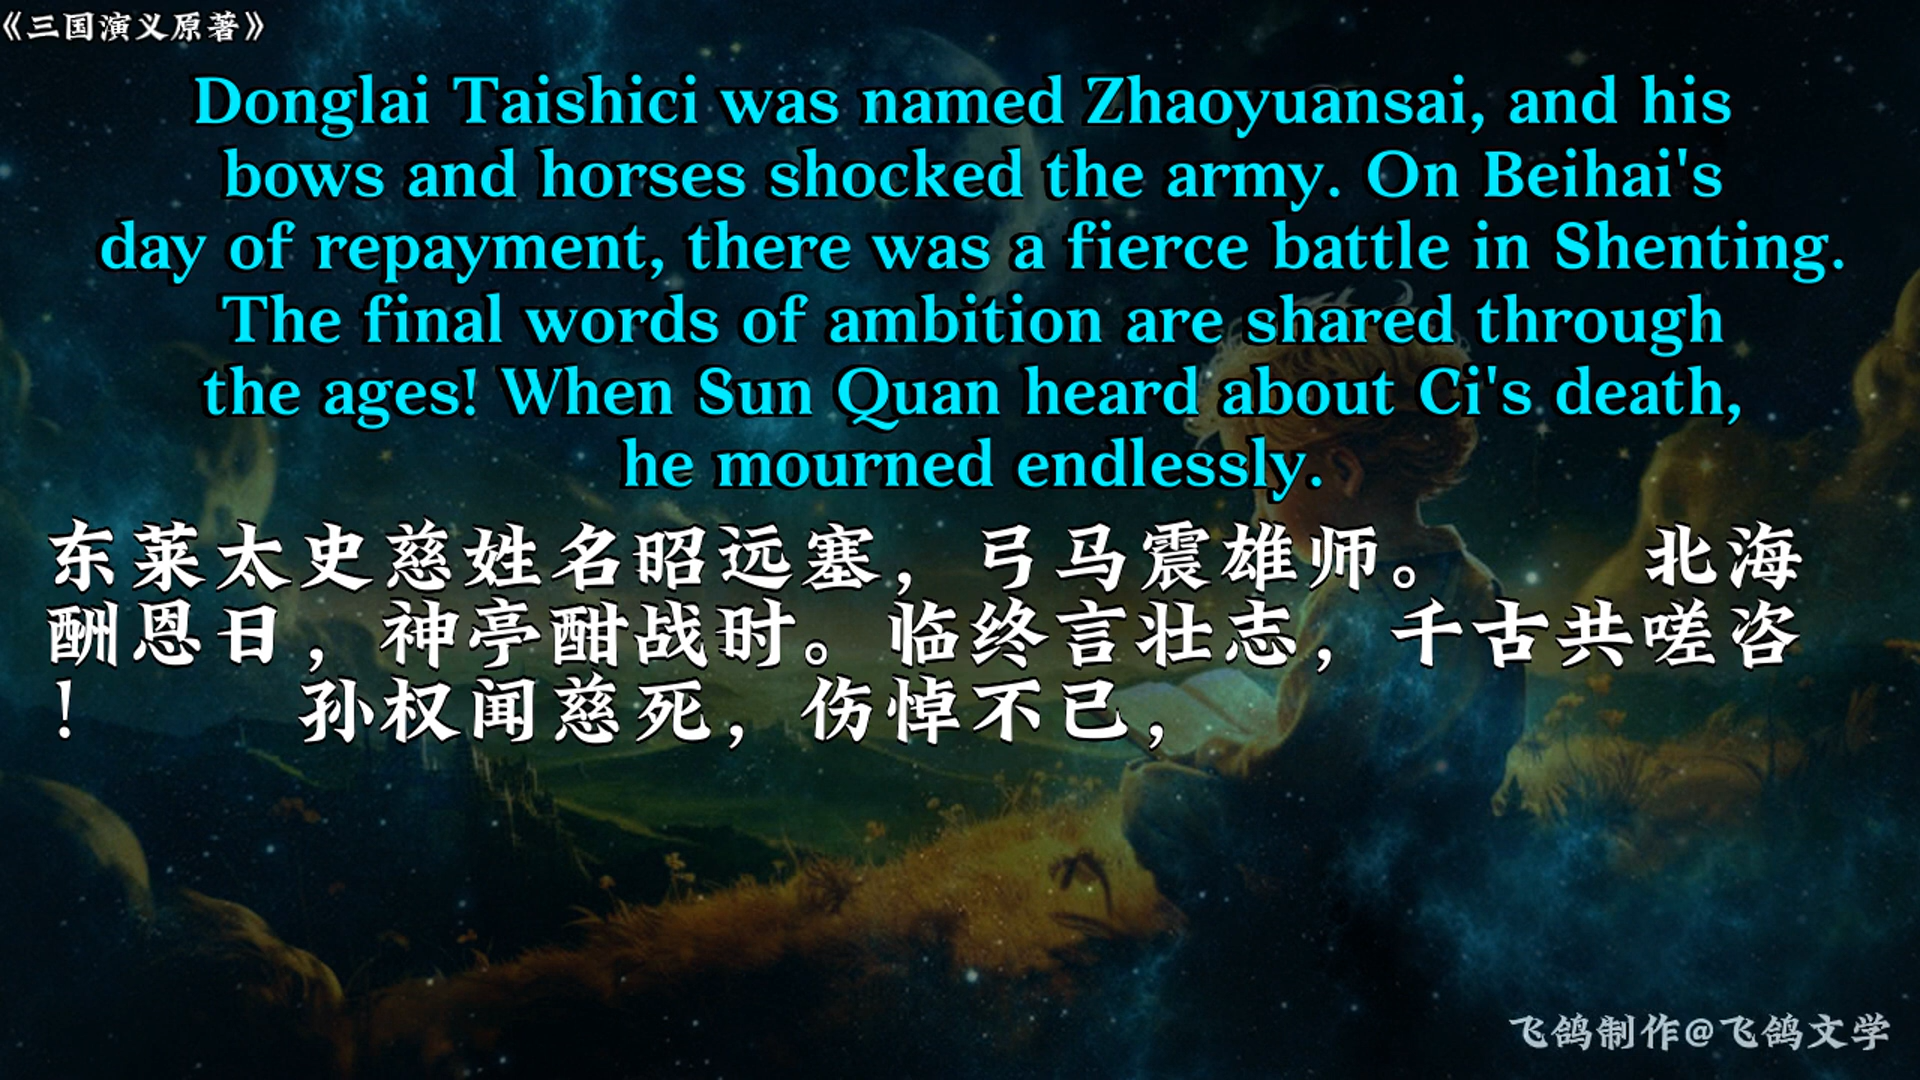 《三国演义原著》
Donglai Taishici was named Zhaoyuansai, and his
bows and horses shocked the army. On Beihai's
day of repayment, there was a fierce battle in Shenting.
The final words of ambition are shared through
the ages! When Sun Quan heard about Ci's death,
he mourned endlessly.
东莱太史慈姓名昭远塞，弓马震雄师。 北海
酬恩日，神亭酣战时。临终言壮志，千古共嗟咨
！ 孙权闻慈死，伤悼不已，
飞鸽制作@飞鸽文学